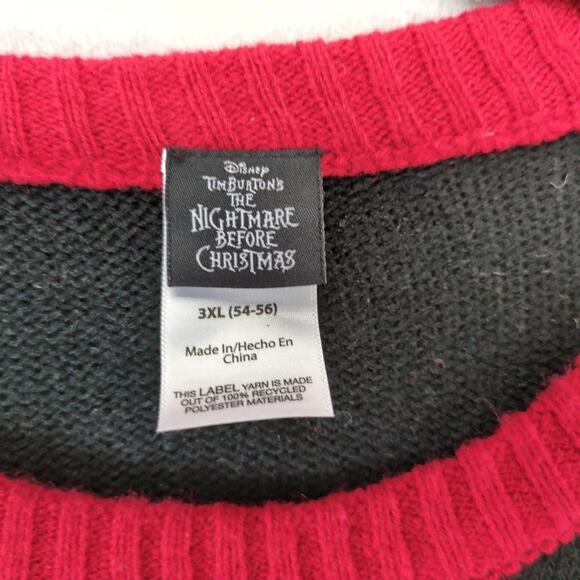 Disney
TIM BURTON'S
THE
NIGHTMARE
BEFORE
CHRISTMAS
3XL (54-56)
Made In/Hecho En
China
THIS LABEL YARN IS MADE
OUT OF 100% RECYCLED
POLYESTER MATERIALS